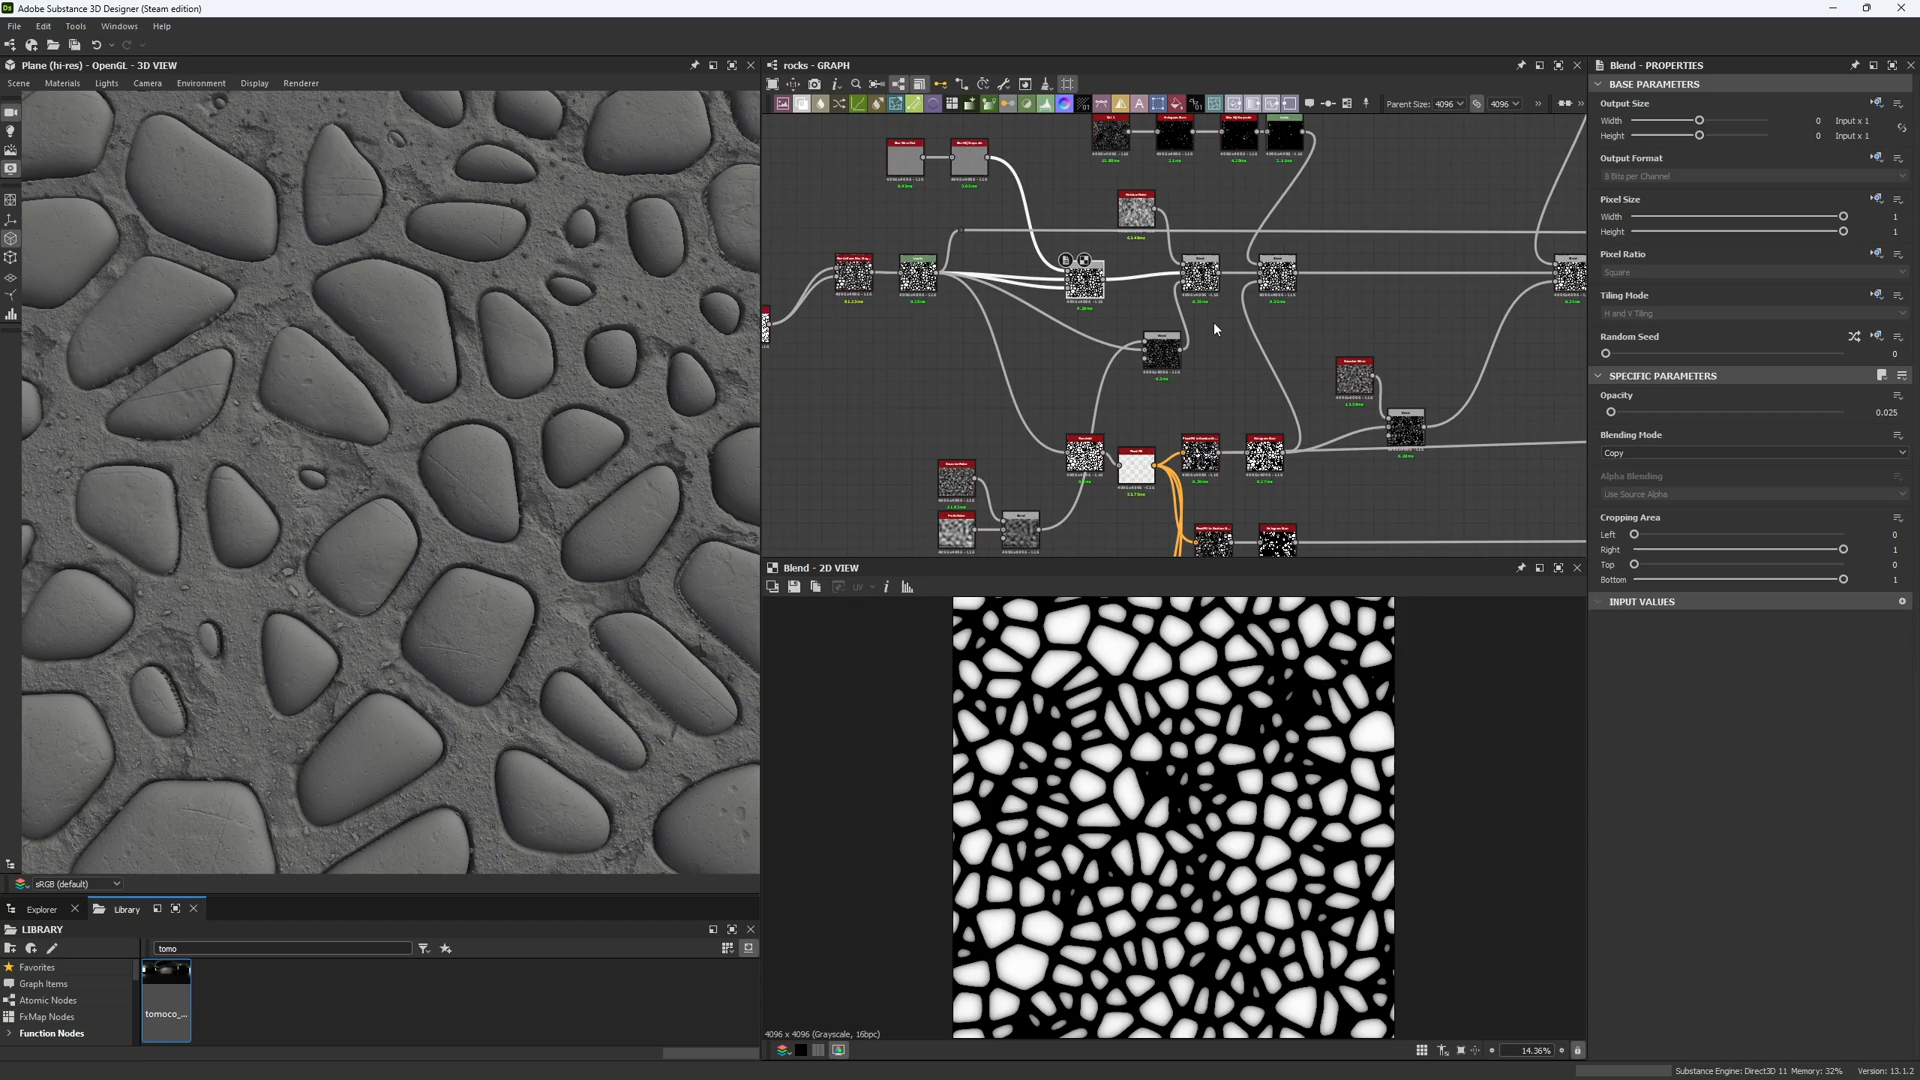 Adobe Substance 3D Designer (Steam edition)
File Edit Tools Windows Help
Plane (hi-res) - OpenGL - 3D VIEW
Scene Materials Lights Camera Environment Display Renderer
sRGB (default)
Explorer
Library
LIBRARY
tomo
Favorites
Graph Items
Atomic Nodes
FxMap Nodes
Function Nodes
tomoco_...
rocks - GRAPH
Parent Size: 4096
4096
Blend - 2D VIEW
UV
4096 x 4096 (Grayscale, 16bpc)
14.36%
Blend - PROPERTIES
BASE PARAMETERS
Output Size
Width 0 Input x 1
Height 0 Input x 1
Output Format
8 Bits per Channel
Pixel Size
Width 1
Height 1
Pixel Ratio
Square
Tiling Mode
H and V Tiling
Random Seed
0
SPECIFIC PARAMETERS
Opacity
0.025
Blending Mode
Copy
Alpha Blending
Use Source Alpha
Cropping Area
Left 0
Right 1
Top 0
Bottom 1
INPUT VALUES
Substance Engine: Direct3D 11 Memory: 32% Version: 13.1.2